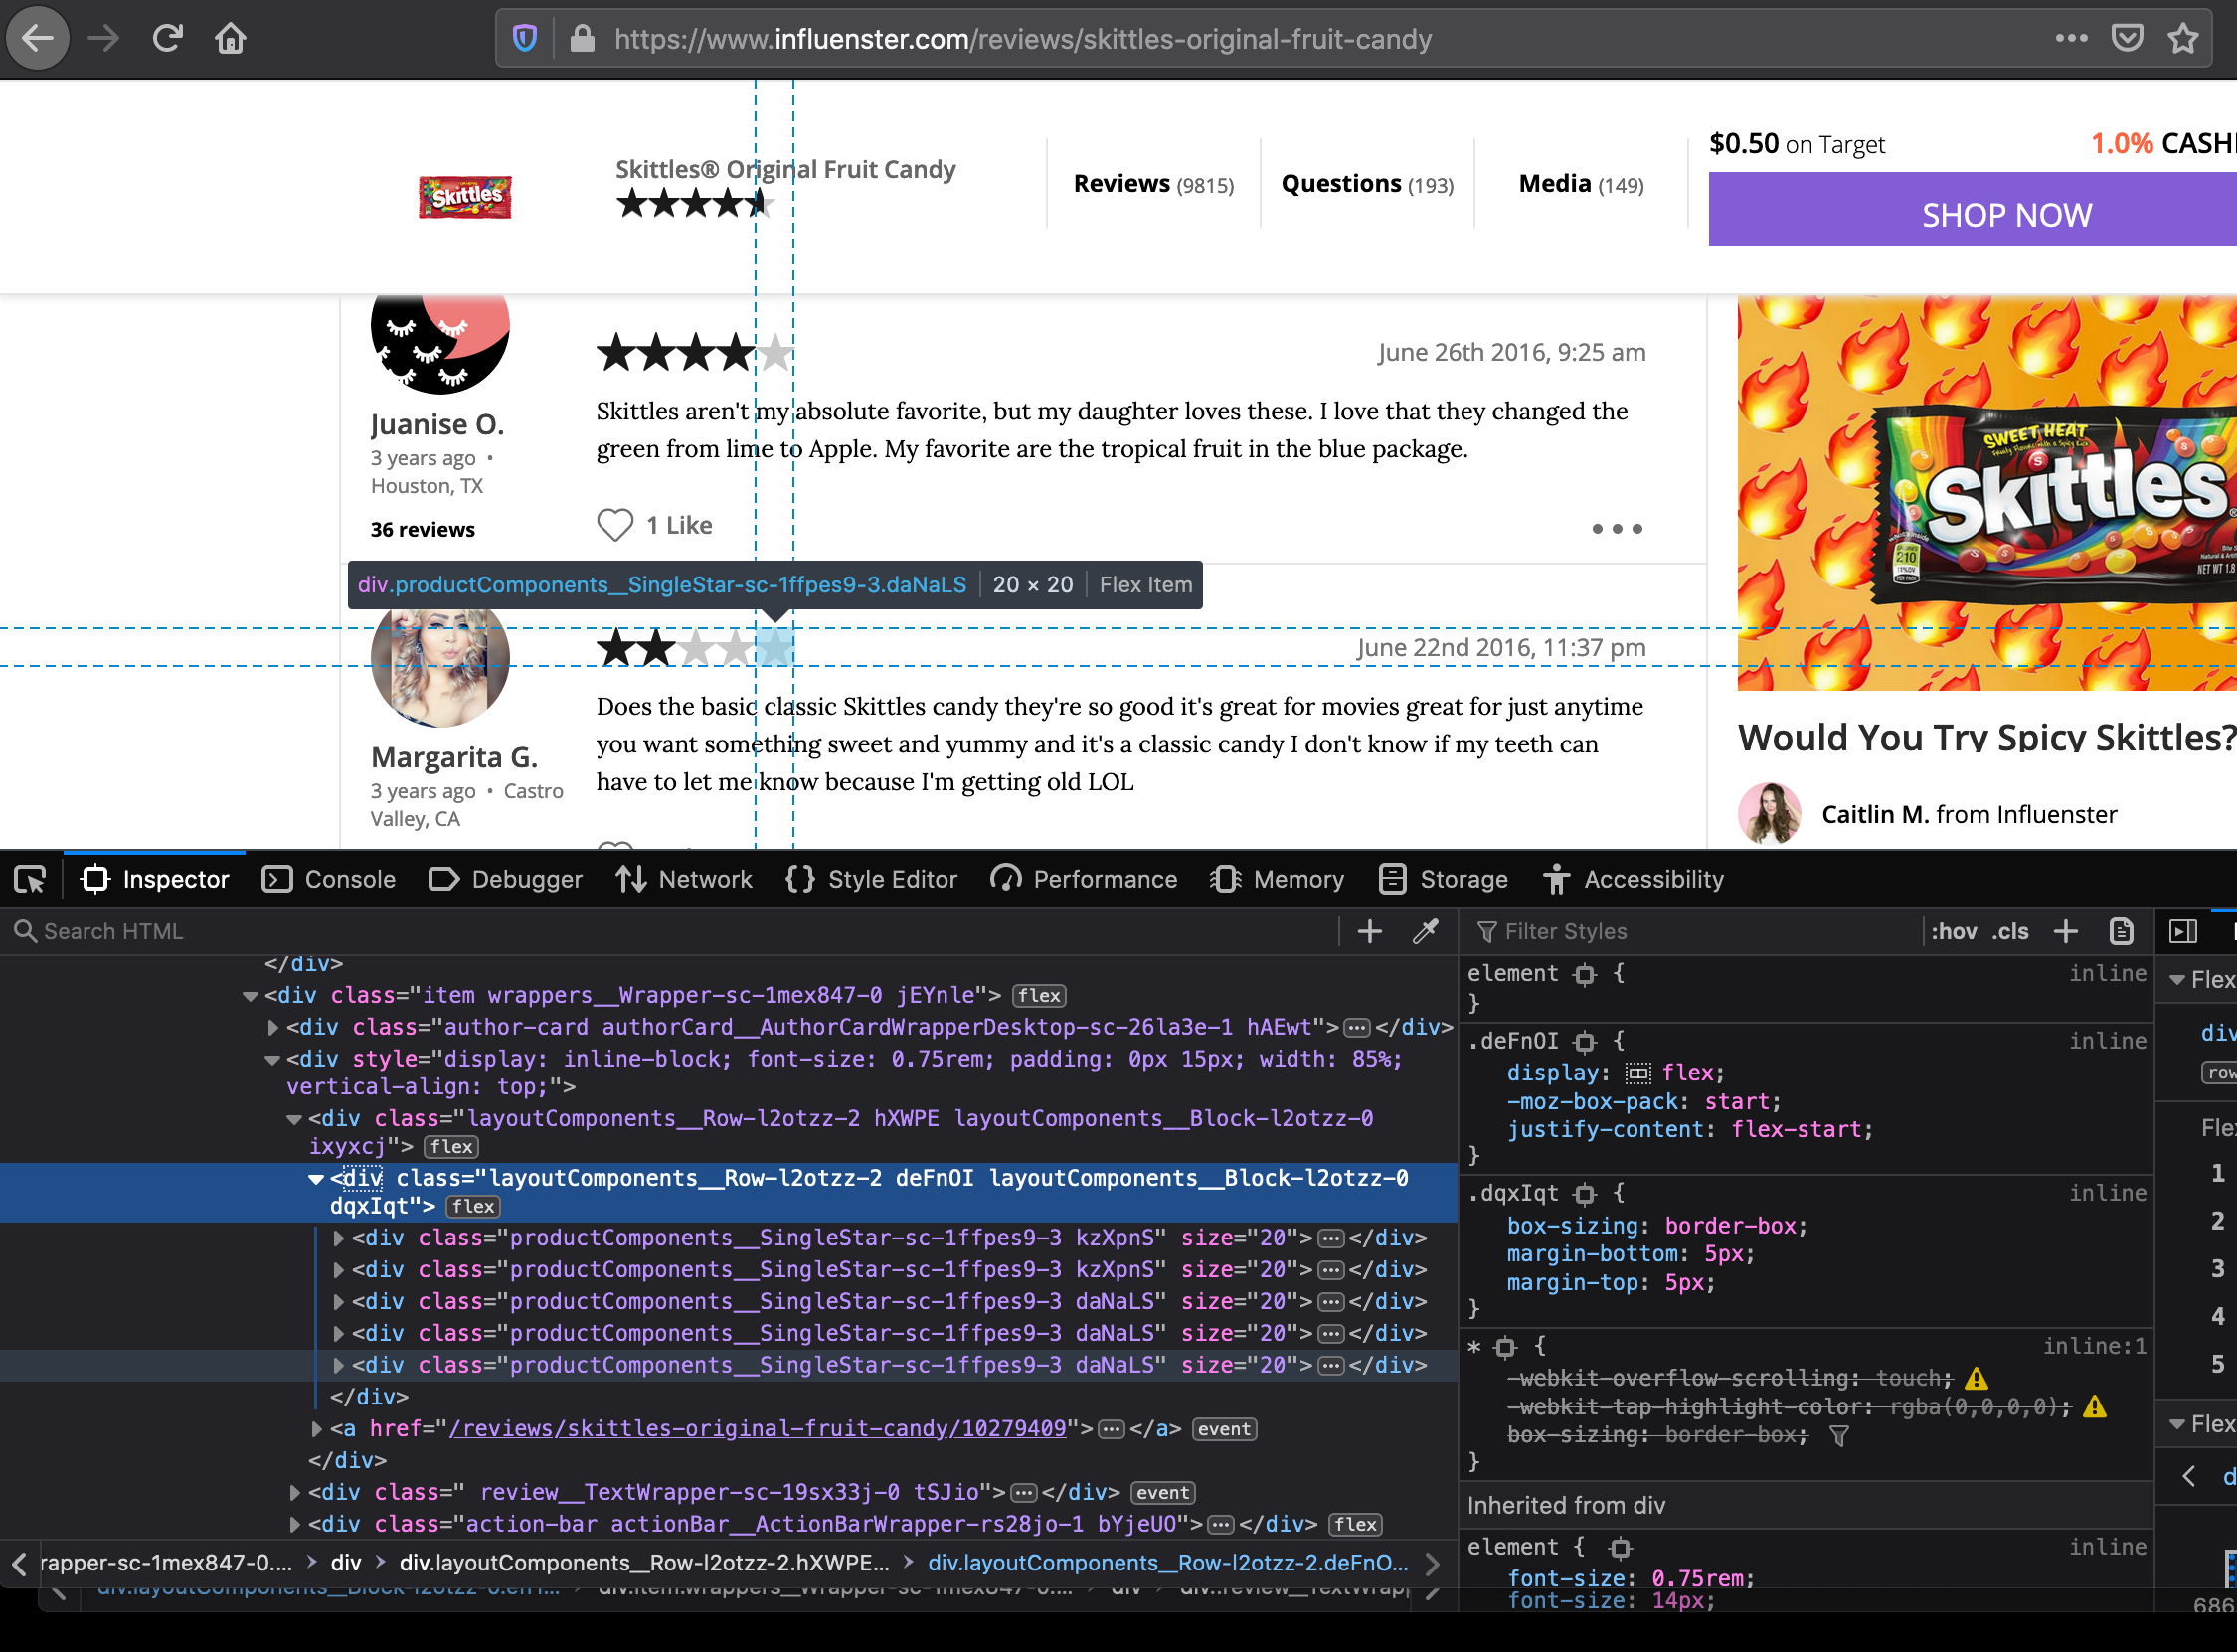 https://www.influenster.com/reviews/skittles-original-fruit-candy
Skittles® Original Fruit Candy
Skittles
Reviews (9815)
Questions (193)
Media (149)
$0.50 on Target
1.0% CASH
SHOP NOW
June 26th 2016, 9:25 am
Skittles aren't my absolute favorite, but my daughter loves these. I love that they changed the
green from lime to Apple. My favorite are the tropical fruit in the blue package.
Juanise O.
3 years ago •
Houston, TX
36 reviews
1 Like
SWEET HEAT
Skittles
div.productComponents__SingleStar-sc-1ffpes9-3.daNaLS | 20 × 20 | Flex Item
June 22nd 2016, 11:37 pm
Does the basic classic Skittles candy they're so good it's great for movies great for just anytime
you want something sweet and yummy and it's a classic candy I don't know if my teeth can
have to let me know because I'm getting old LOL
Margarita G.
3 years ago • Castro
Valley, CA
Would You Try Spicy Skittles?
Caitlin M. from Influenster
Inspector
Console
Debugger
Network
Style Editor
Performance
Memory
Storage
Accessibility
Search HTML
</div>
<div class="item wrappers__Wrapper-sc-1mex847-0 jEYnle"> flex
<div class="author-card authorCard__AuthorCardWrapperDesktop-sc-26la3e-1 hAEwt">…</div>
<div style="display: inline-block; font-size: 0.75rem; padding: 0px 15px; width: 85%;
vertical-align: top;">
<div class="layoutComponents__Row-l2otzz-2 hXWPE layoutComponents__Block-l2otzz-0
ixyxcj"> flex
<div class="layoutComponents__Row-l2otzz-2 deFnOI layoutComponents__Block-l2otzz-0
dqxIqt"> flex
<div class="productComponents__SingleStar-sc-1ffpes9-3 kzXpnS" size="20">…</div>
<div class="productComponents__SingleStar-sc-1ffpes9-3 kzXpnS" size="20">…</div>
<div class="productComponents__SingleStar-sc-1ffpes9-3 daNaLS" size="20">…</div>
<div class="productComponents__SingleStar-sc-1ffpes9-3 daNaLS" size="20">…</div>
<div class="productComponents__SingleStar-sc-1ffpes9-3 daNaLS" size="20">…</div>
</div>
<a href="/reviews/skittles-original-fruit-candy/10279409">…</a> event
</div>
<div class=" review__TextWrapper-sc-19sx33j-0 tSJio">…</div> event
<div class="action-bar actionBar__ActionBarWrapper-rs28jo-1 bYjeUO">…</div> flex
rapper-sc-1mex847-0.… > div > div.layoutComponents__Row-l2otzz-2.hXWPE… > div.layoutComponents__Row-l2otzz-2.deFnO…
Filter Styles
:hov .cls
element {
inline
}
.deFnOI {
inline
display: flex;
-moz-box-pack: start;
justify-content: flex-start;
}
.dqxIqt {
inline
box-sizing: border-box;
margin-bottom: 5px;
margin-top: 5px;
}
* {
inline:1
-webkit-overflow-scrolling: touch;
-webkit-tap-highlight-color: rgba(0,0,0,0);
box-sizing: border-box;
}
Inherited from div
element {
inline
font-size: 0.75rem;
font-size: 14px;
Flex
div
row
Fle
1
2
3
4
5
Flex
d
686